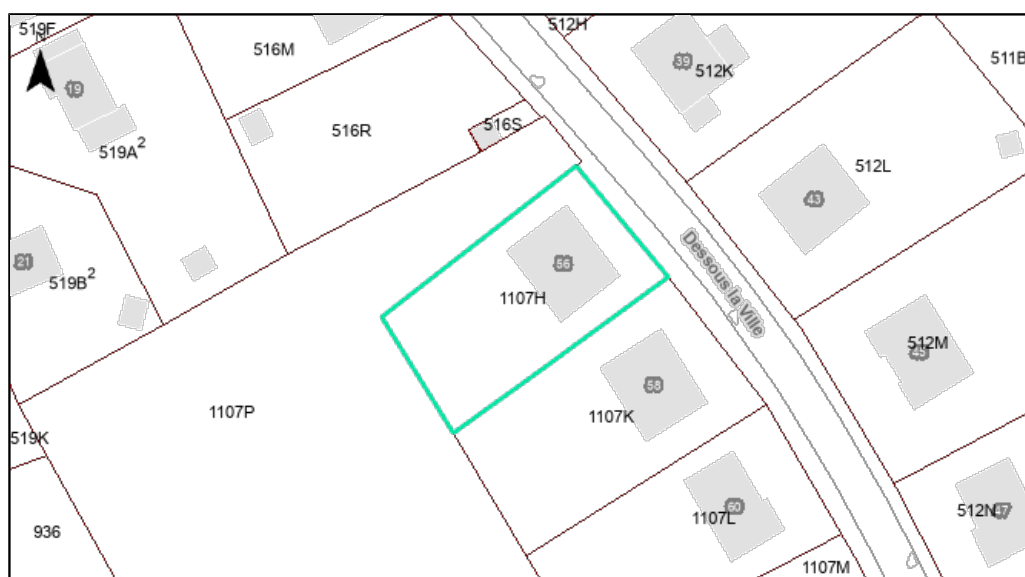 519F
N
516M
512H
39
512K
511B
19
516R
516S
519A²
512L
43
21
519B²
56
1107H
Dessous la Ville
512M
45
58
1107P
1107K
519K
60
1107L
512N
47
936
1107M